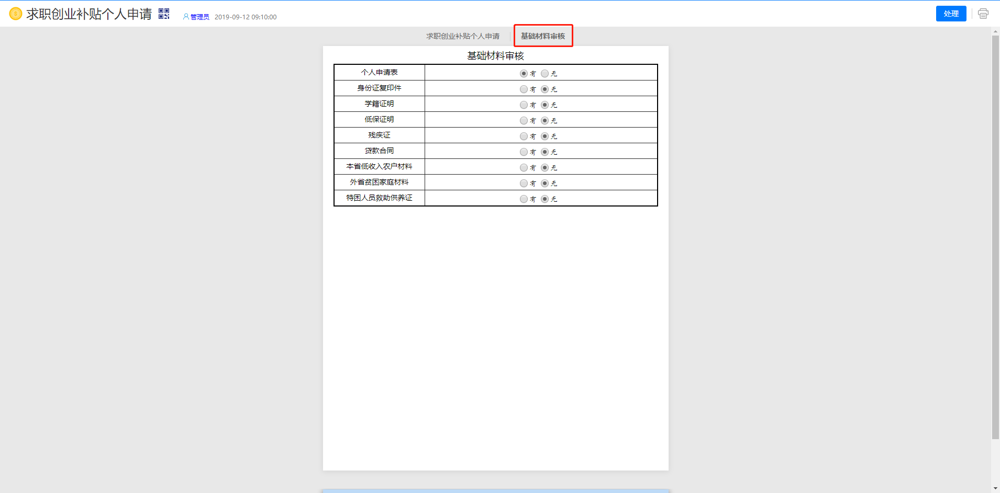 求职创业补贴个人申请 管理员 2019-09-12 09:10:00 处理
求职创业补贴个人申请 基础材料审核
基础材料审核
个人申请表 有 无
身份证复印件 有 无
学籍证明 有 无
低保证明 有 无
残疾证 有 无
贷款合同 有 无
本省低收入农户材料 有 无
外省贫困家庭材料 有 无
特困人员救助供养证 有 无